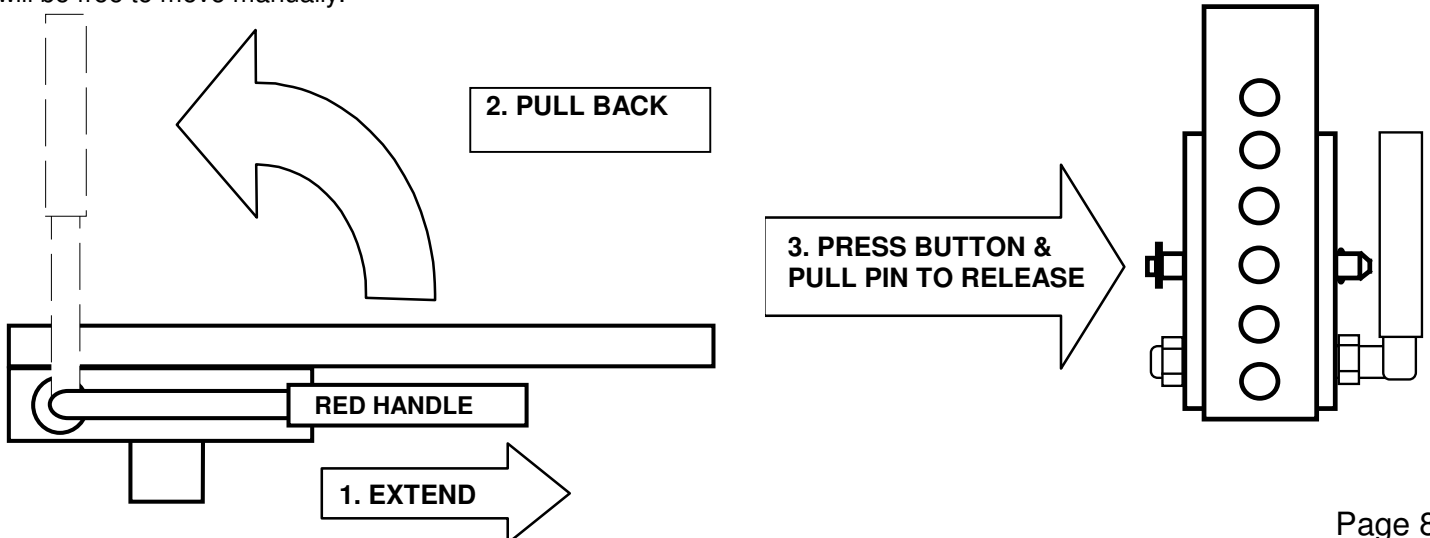 will be free to move manually.
2. PULL BACK
3. PRESS BUTTON &
PULL PIN TO RELEASE
RED HANDLE
1. EXTEND
Page 8